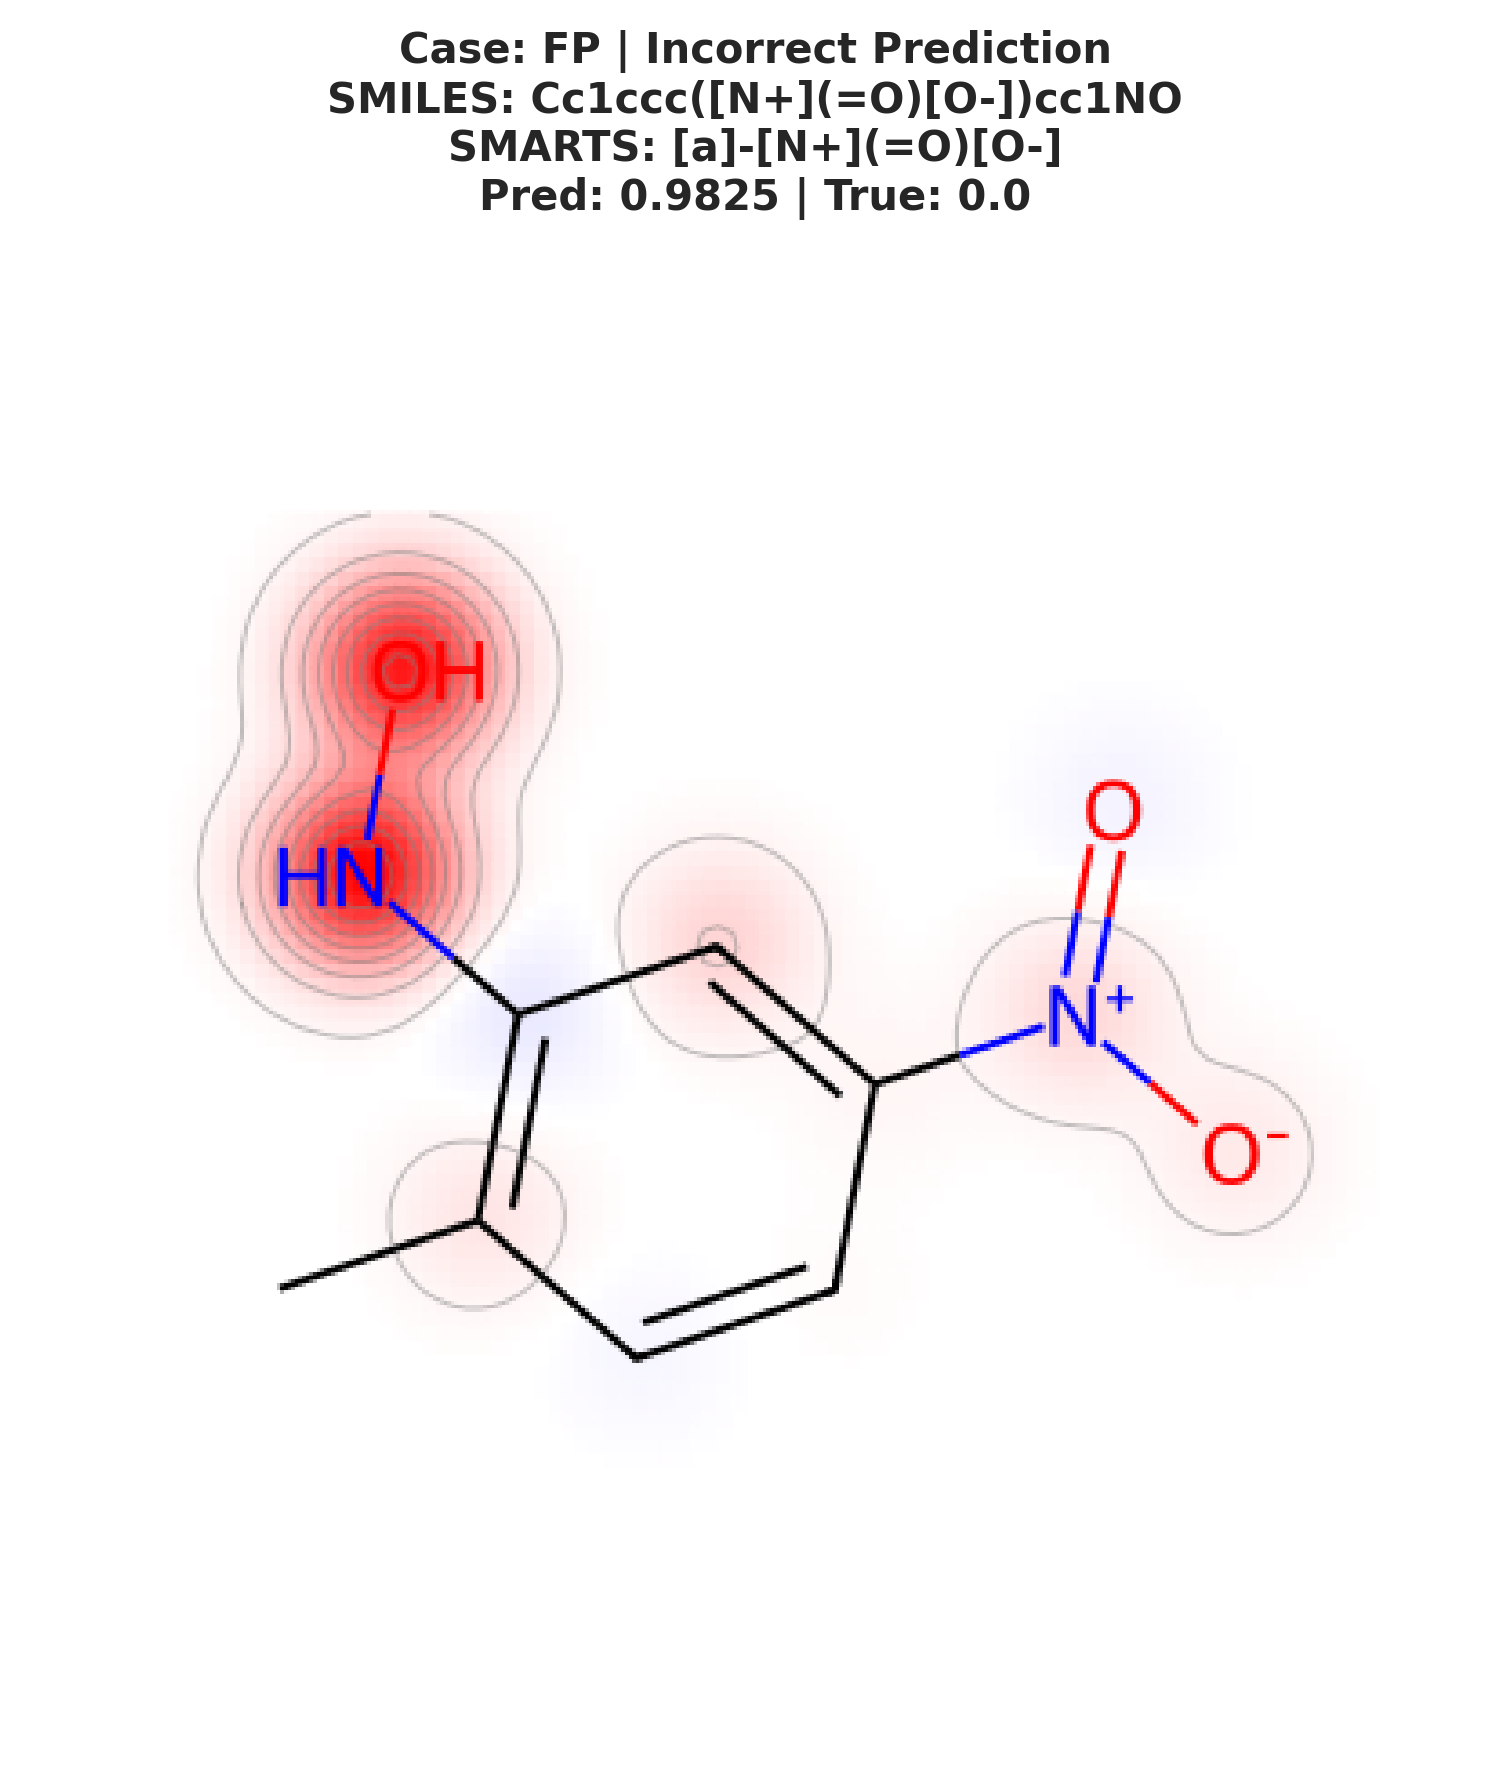 Case: FP | Incorrect Prediction
SMILES: Cc1ccc([N+](=O)[O-])cc1NO
SMARTS: [a]-[N+](=O)[O-]
Pred: 0.9825 | True: 0.0
OH
O
HN
N+
O−